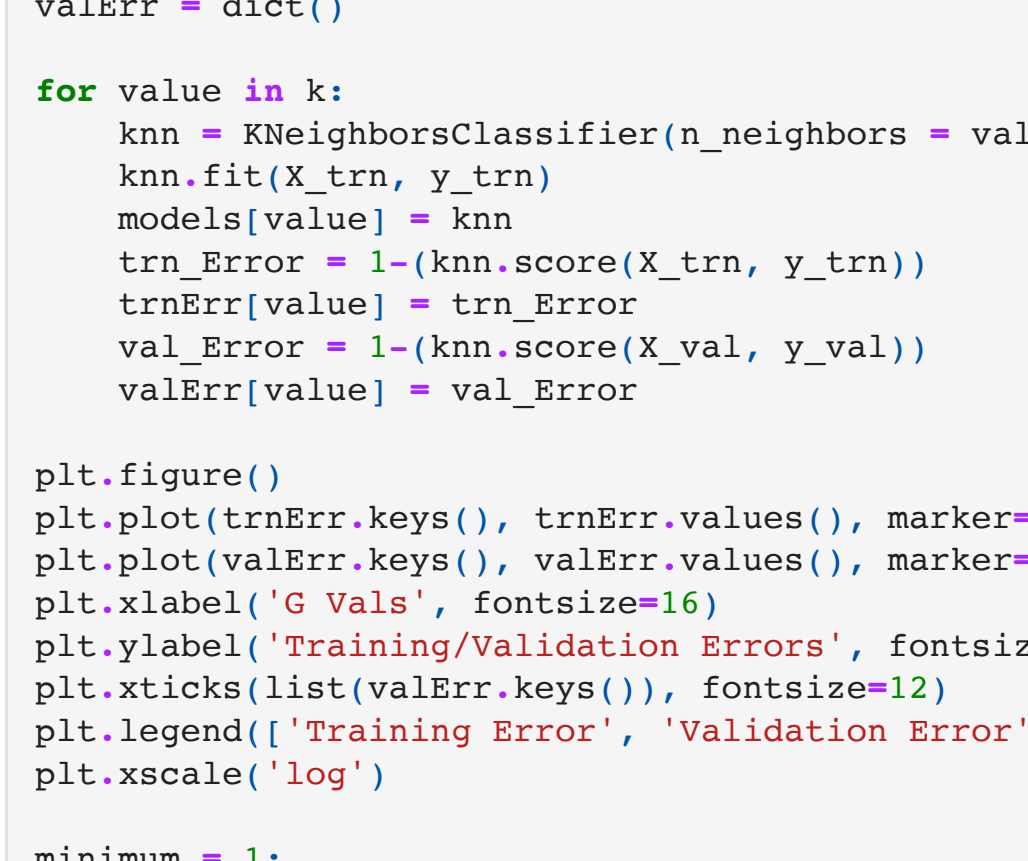 valErr = dict()
for value in k:
    knn = KNeighborsClassifier(n_neighbors = val
    knn.fit(X_trn, y_trn)
    models[value] = knn
    trn_Error = 1-(knn.score(X_trn, y_trn))
    trnErr[value] = trn_Error
    val_Error = 1-(knn.score(X_val, y_val))
    valErr[value] = val_Error
plt.figure()
plt.plot(trnErr.keys(), trnErr.values(), marker=
plt.plot(valErr.keys(), valErr.values(), marker=
plt.xlabel('G Vals', fontsize=16)
plt.ylabel('Training/Validation Errors', fontsiz
plt.xticks(list(valErr.keys()), fontsize=12)
plt.legend(['Training Error', 'Validation Error'
plt.xscale('log')
minimum = 1;